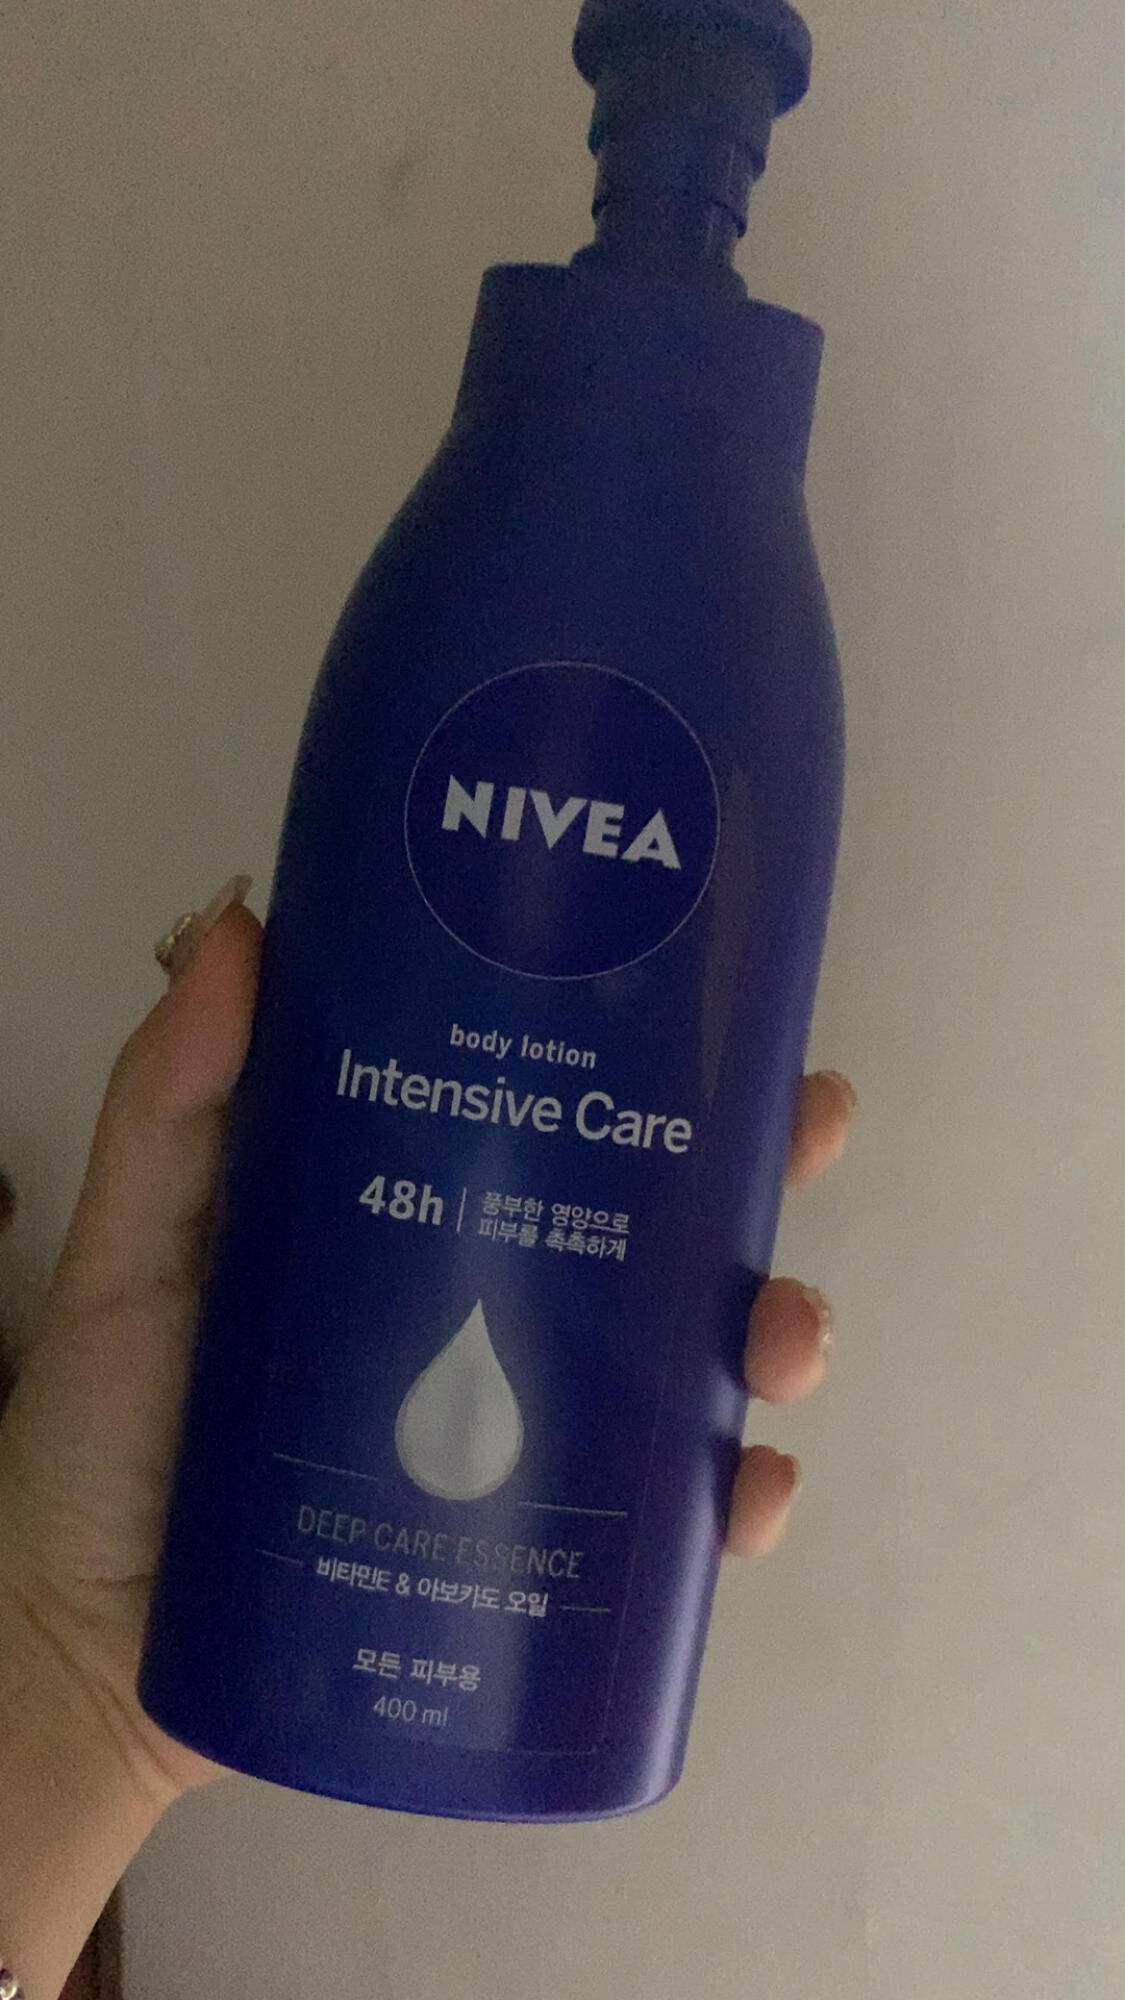 NIVEA
body lotion
Intensive Care
48h
풍부한 영양으로
피부를 촉촉하게
DEEP CARE ESSENCE
비타민E & 아보카도 오일
모든 피부용
400 ml